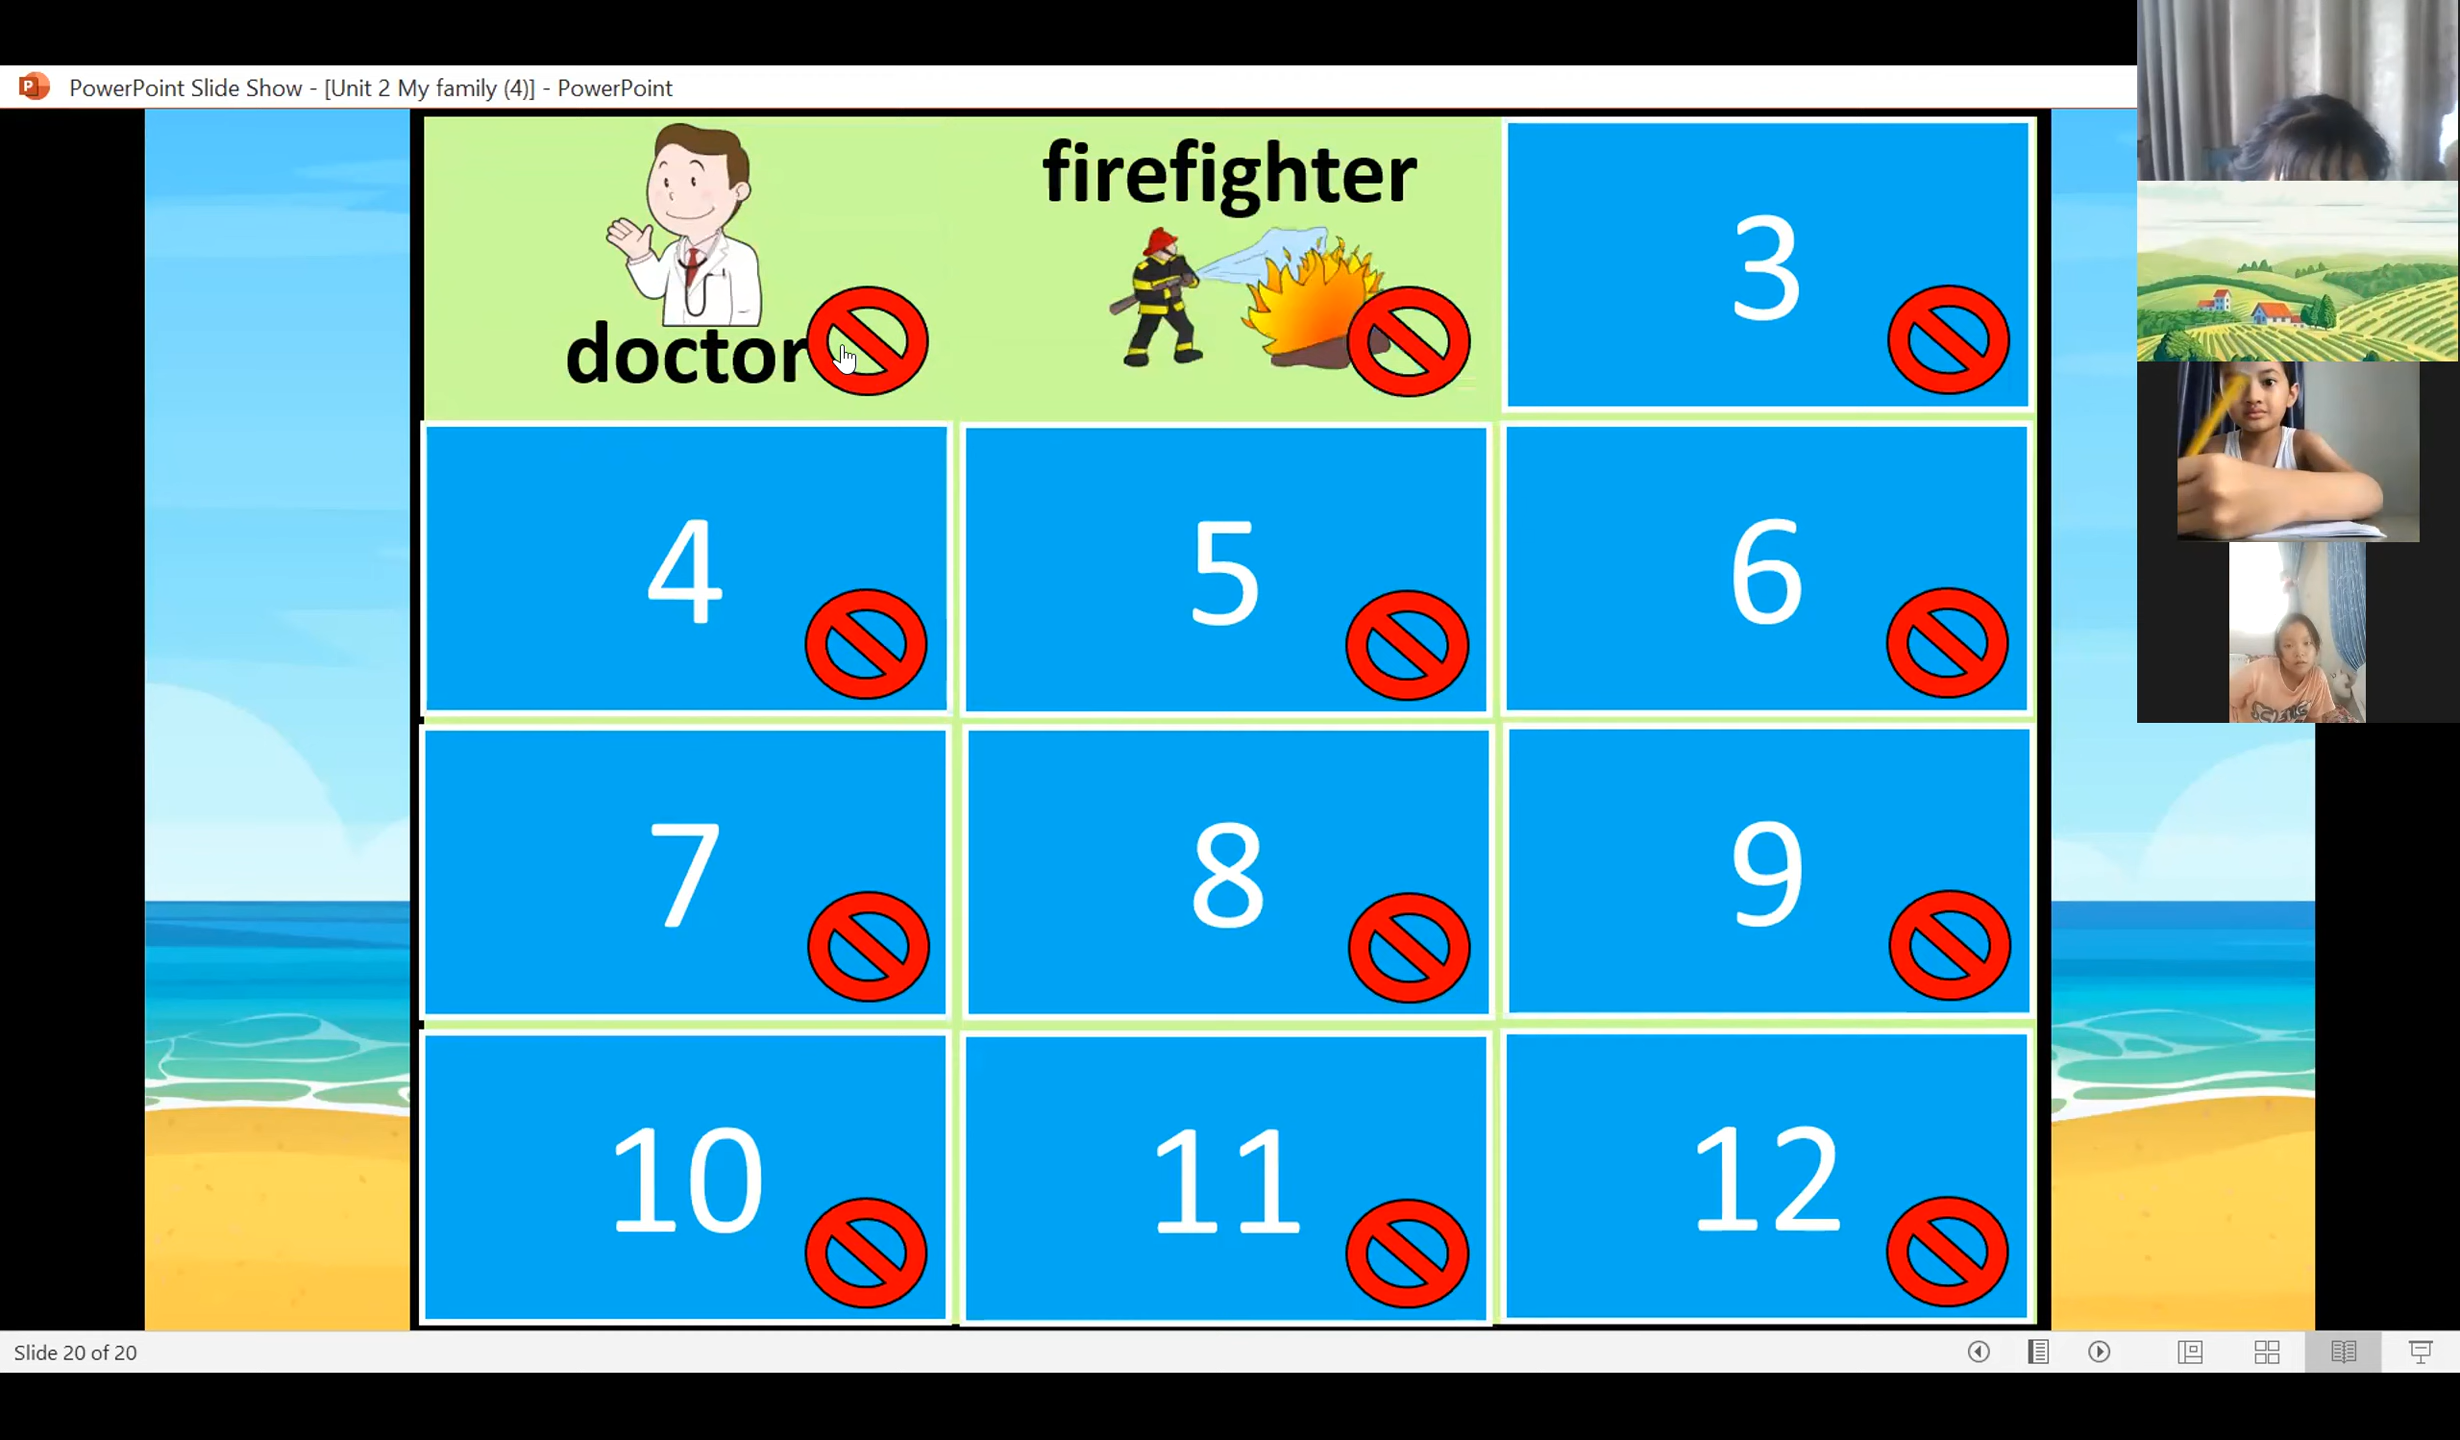 PowerPoint Slide Show - [Unit 2 My family (4)] - PowerPoint
doctor
firefighter
3
4
5
6
7
8
9
10
11
12
Slide 20 of 20